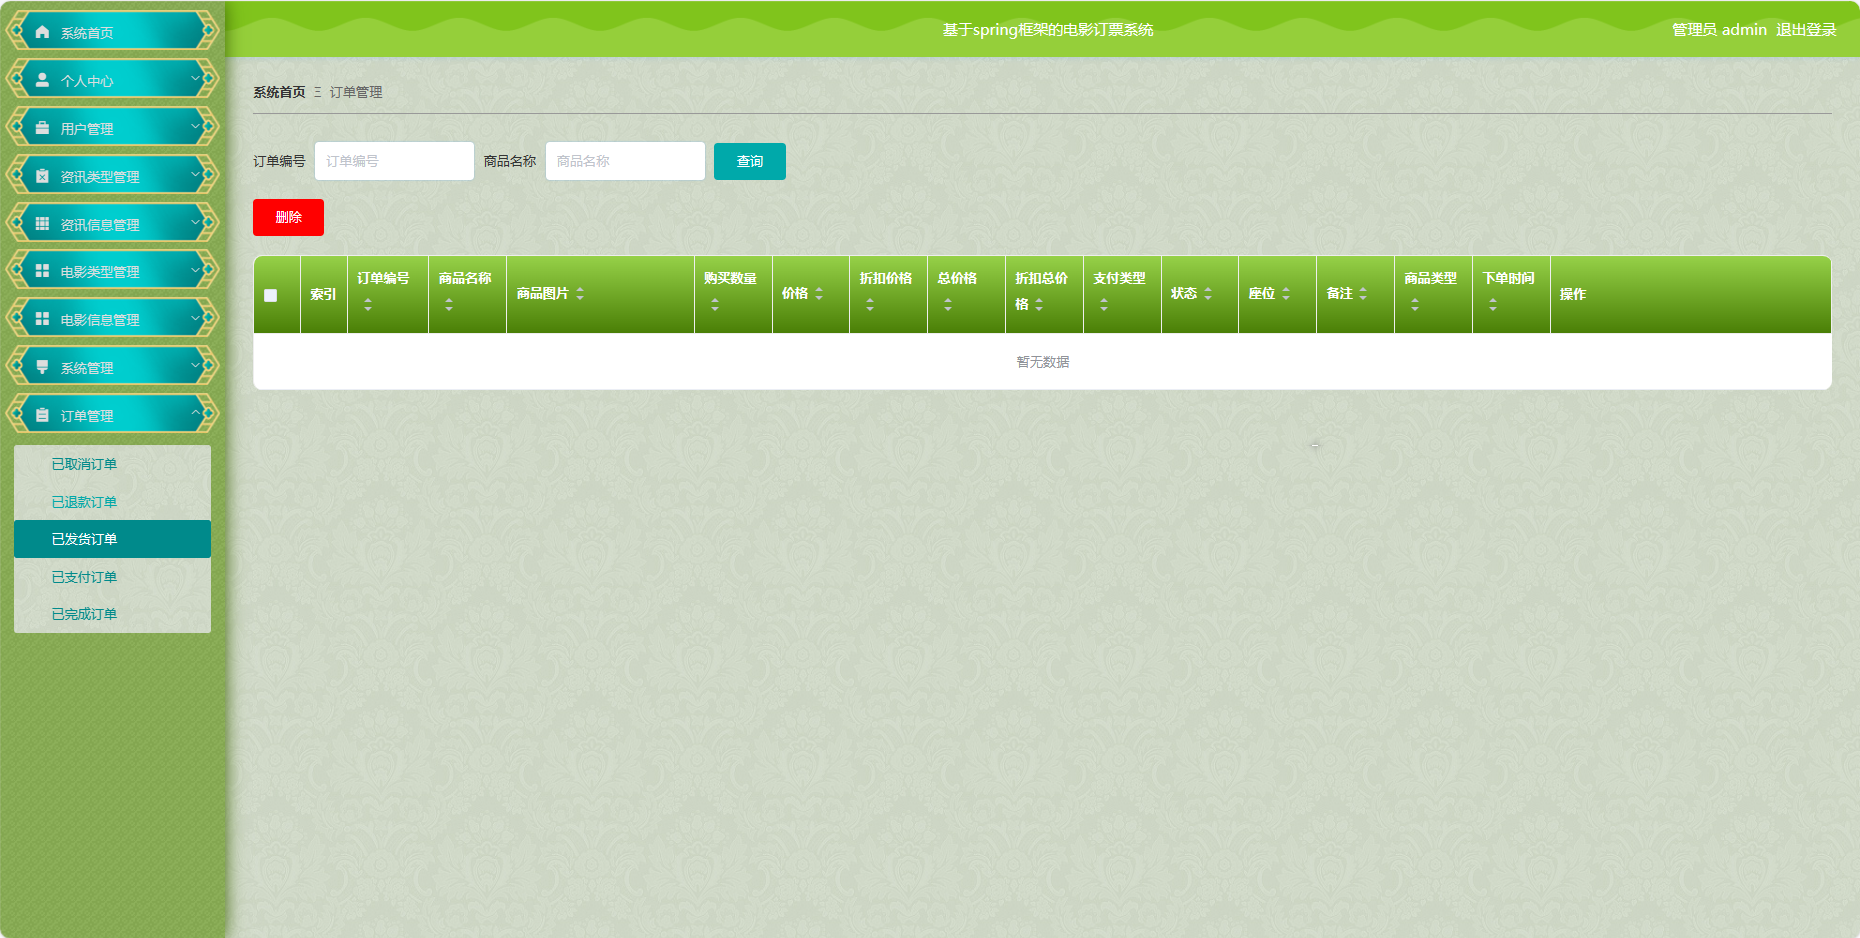 基于spring框架的电影订票系统
管理员 admin 退出登录
系统首页
个人中心
用户管理
资讯类型管理
资讯信息管理
电影类型管理
电影信息管理
系统管理
订单管理
已取消订单
已退款订单
已发货订单
已支付订单
已完成订单
系统首页 Ξ 订单管理
订单编号 订单编号 商品名称 商品名称 查询
删除
索引 订单编号 商品名称 商品图片 购买数量 价格 折扣价格 总价格 折扣总价格 支付类型 状态 座位 备注 商品类型 下单时间 操作
暂无数据